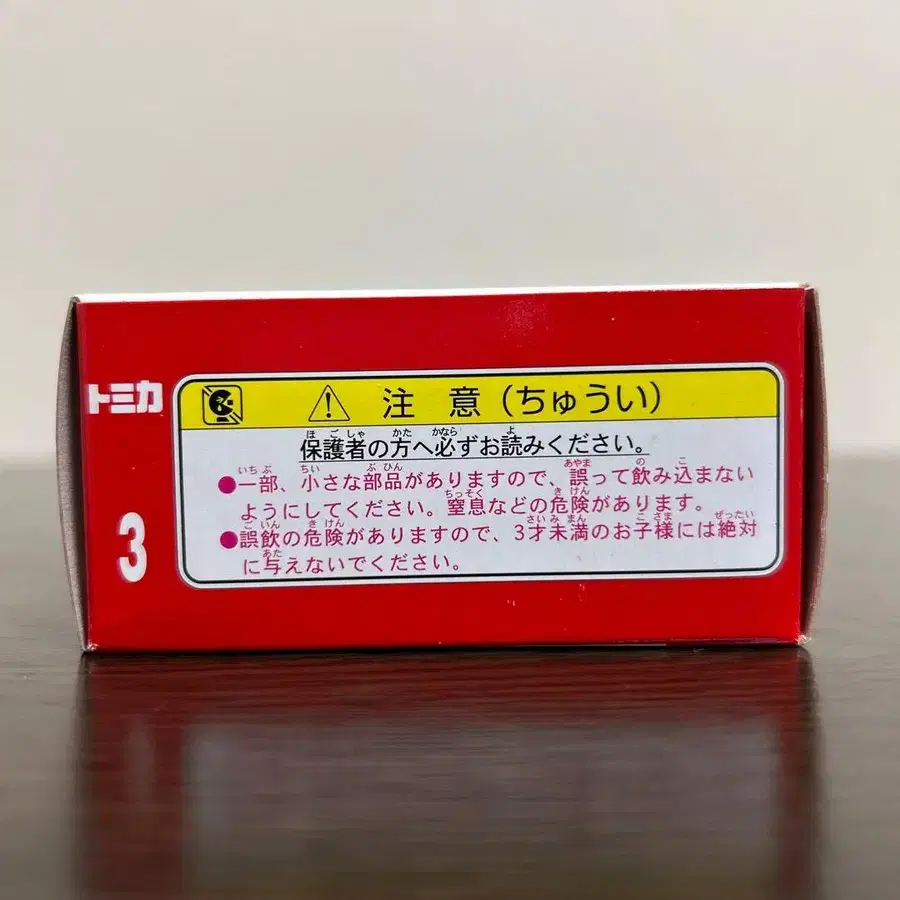 トミカ
3
注意(ちゅうい)
保護者の方へ必ずお読みください。
●一部、小さな部品がありますので、誤って飲み込まない
ようにしてください。窒息などの危険があります。
●誤飲の危険がありますので、3才未満のお子様には絶対
に与えないでください。